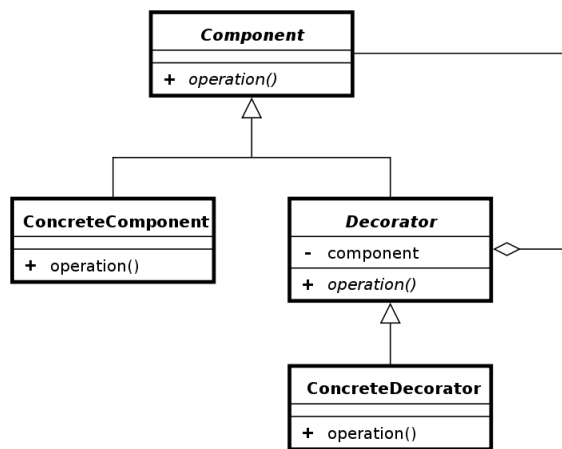 Component
+ operation()
ConcreteComponent
+ operation()
Decorator
- component
+ operation()
ConcreteDecorator
+ operation()